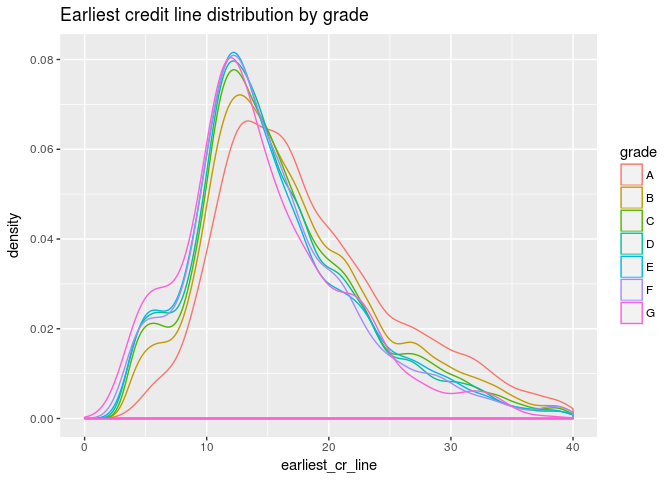 Earliest credit line distribution by grade
density
0.08
0.06
0.04
0.02
0.00
0 10 20 30 40
earliest_cr_line
grade
A
B
C
D
E
F
G